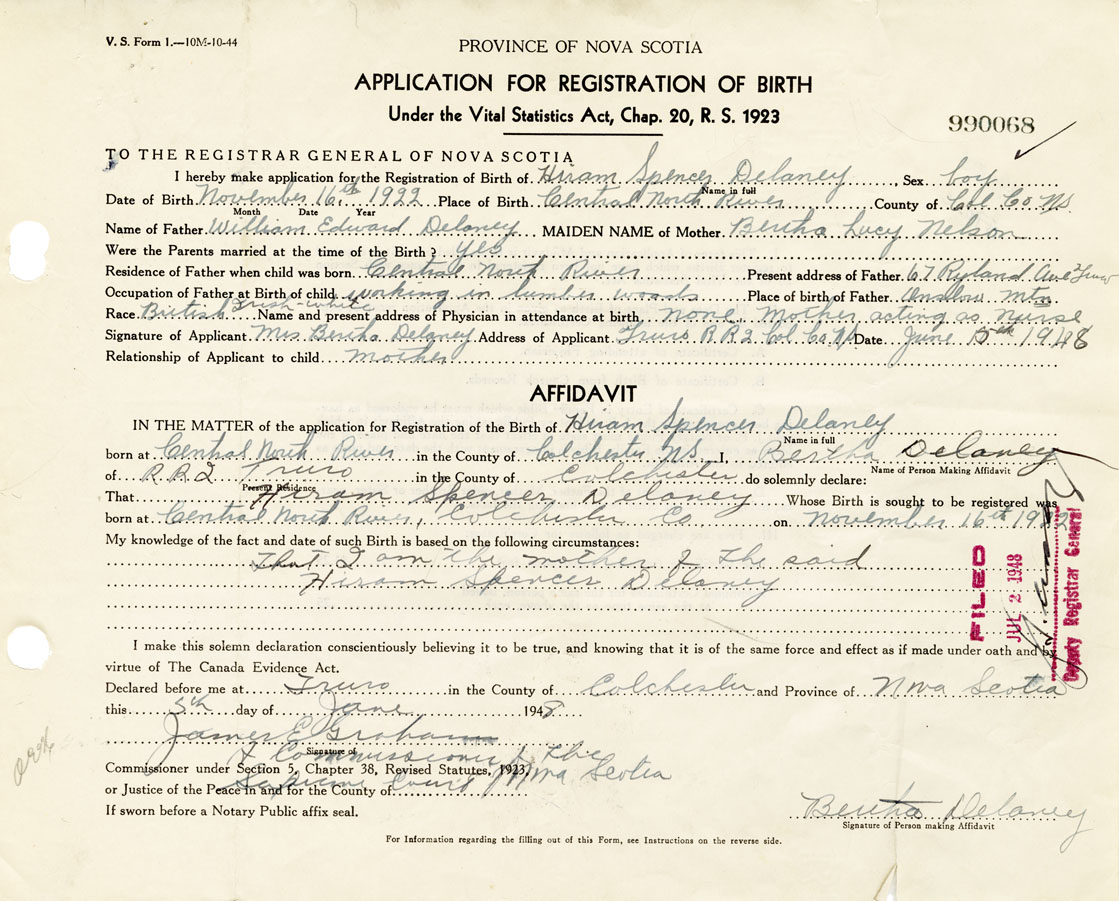 V. S. Form 1.—10M-10-44
PROVINCE OF NOVA SCOTIA
APPLICATION FOR REGISTRATION OF BIRTH
Under the Vital Statistics Act, Chap. 20, R. S. 1923
990068
TO THE REGISTRAR GENERAL OF NOVA SCOTIA
I hereby make application for the Registration of Birth of Hiram Spencer Delaney, Sex boy
Name in full
Date of Birth November 16th, 1922 Place of Birth Central North River County of Col. Co. N.S.
Month Date Year
Name of Father William Edward Delaney MAIDEN NAME of Mother Bertha Lucy Nelson
Were the Parents married at the time of the Birth? Yes
Residence of Father when child was born Central North River Present address of Father 67 Ryland Ave Truro
Occupation of Father at Birth of child working in lumber woods Place of birth of Father Onslow Mtn
Race British Irish-white Name and present address of Physician in attendance at birth none Mother acting as Nurse
Signature of Applicant Mrs Bertha Delaney Address of Applicant Truro R R 2 Col. Co. N.S. Date June 5th 1948
Relationship of Applicant to child mother
AFFIDAVIT
IN THE MATTER of the application for Registration of the Birth of Hiram Spencer Delaney
Name in full
born at Central North River in the County of Colchester N.S. I, Bertha Delaney
Name of Person Making Affidavit
of R.R.2 Truro in the County of Colchester do solemnly declare:
Present Residence
That Hiram Spencer Delaney Whose Birth is sought to be registered was
born at Central North River, Colchester Co on November 16th 1922
My knowledge of the fact and date of such Birth is based on the following circumstances:
That I am the mother of the said
Hiram Spencer Delaney
FILED
JUL 2 1948
Deputy Registrar General
I make this solemn declaration conscientiously believing it to be true, and knowing that it is of the same force and effect as if made under oath and by
virtue of The Canada Evidence Act.
Declared before me at Truro in the County of Colchester and Province of Nova Scotia
this 5th day of June 1948
James E Graham
Signature of
A Commissioner of the
Commissioner under Section 5, Chapter 38, Revised Statutes, 1923,
Supreme Court Nova Scotia
or Justice of the Peace in and for the County of
If sworn before a Notary Public affix seal.
Bertha Delaney
Signature of Person making Affidavit
For Information regarding the filling out of this Form, see Instructions on the reverse side.